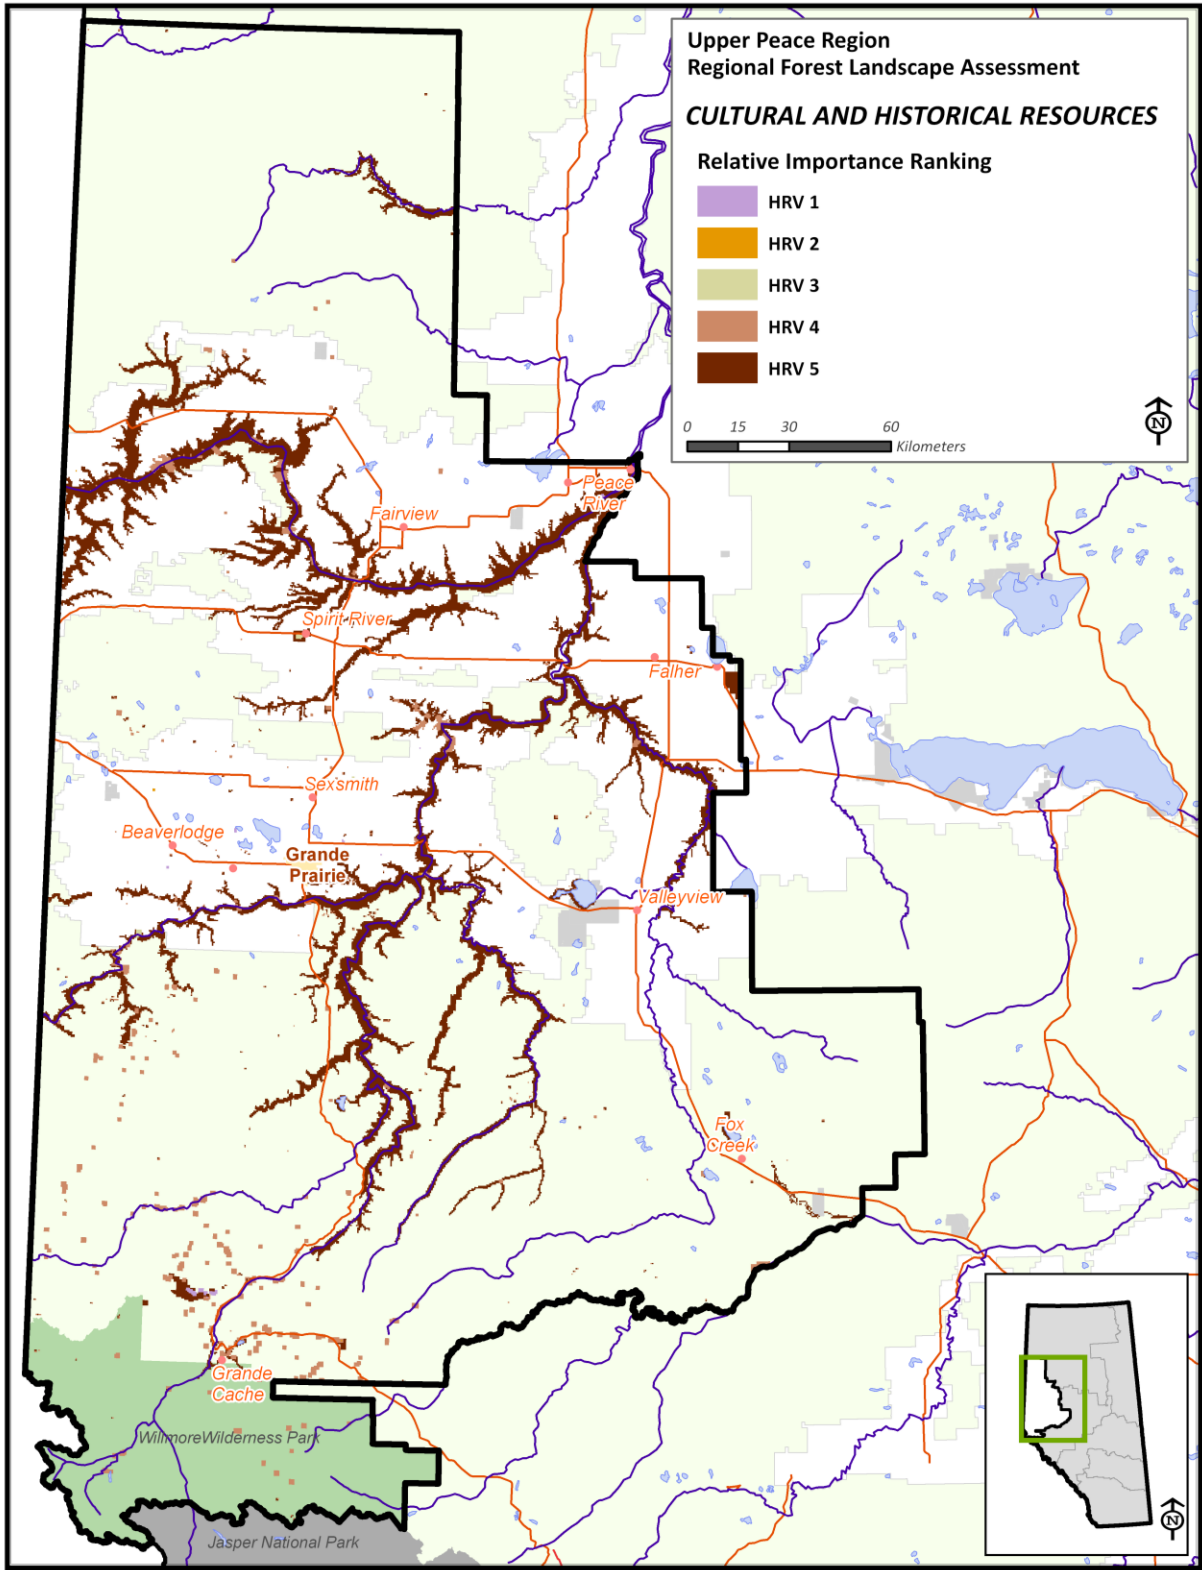 Upper Peace Region
Regional Forest Landscape Assessment
CULTURAL AND HISTORICAL RESOURCES
Relative Importance Ranking
HRV 1
HRV 2
HRV 3
HRV 4
HRV 5
0 15 30 60
Kilometers
N
Peace
River
Fairview
Spirit River
Falher
Sexsmith
Beaverlodge
Grande
Prairie
Valleyview
Fox
Creek
Grande
Cache
WillmoreWilderness Park
Jasper National Park
N